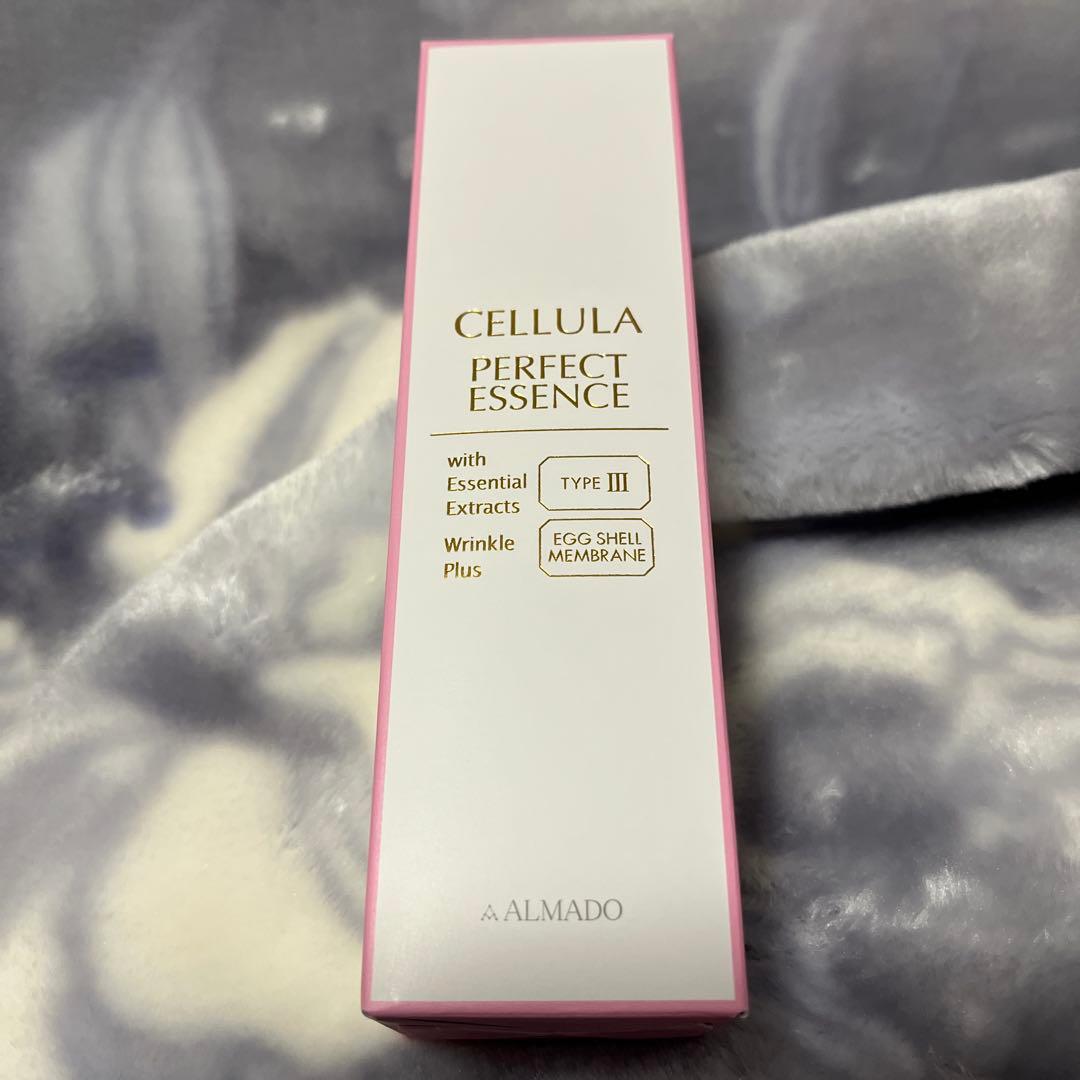 CELLULA
PERFECT
ESSENCE
with
Essential
Extracts
TYPE III
Wrinkle
Plus
EGG SHELL
MEMBRANE
ALMADO